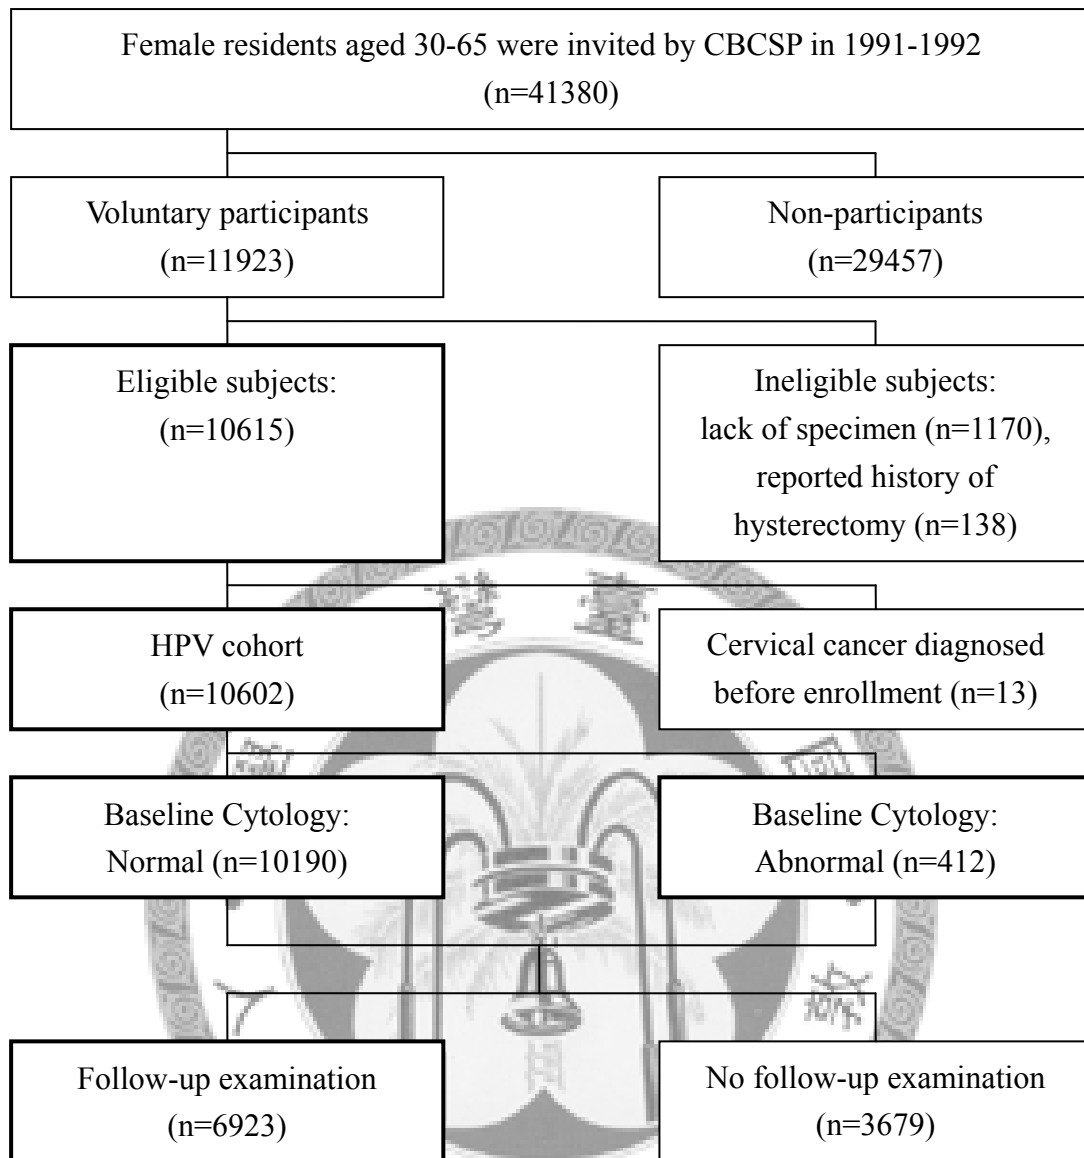 Female residents aged 30-65 were invited by CBCSP in 1991-1992
(n=41380)
Voluntary participants
(n=11923)
Non-participants
(n=29457)
Eligible subjects:
(n=10615)
Ineligible subjects:
lack of specimen (n=1170),
reported history of
hysterectomy (n=138)
HPV cohort
(n=10602)
Cervical cancer diagnosed
before enrollment (n=13)
Baseline Cytology:
Normal (n=10190)
Baseline Cytology:
Abnormal (n=412)
Follow-up examination
(n=6923)
No follow-up examination
(n=3679)